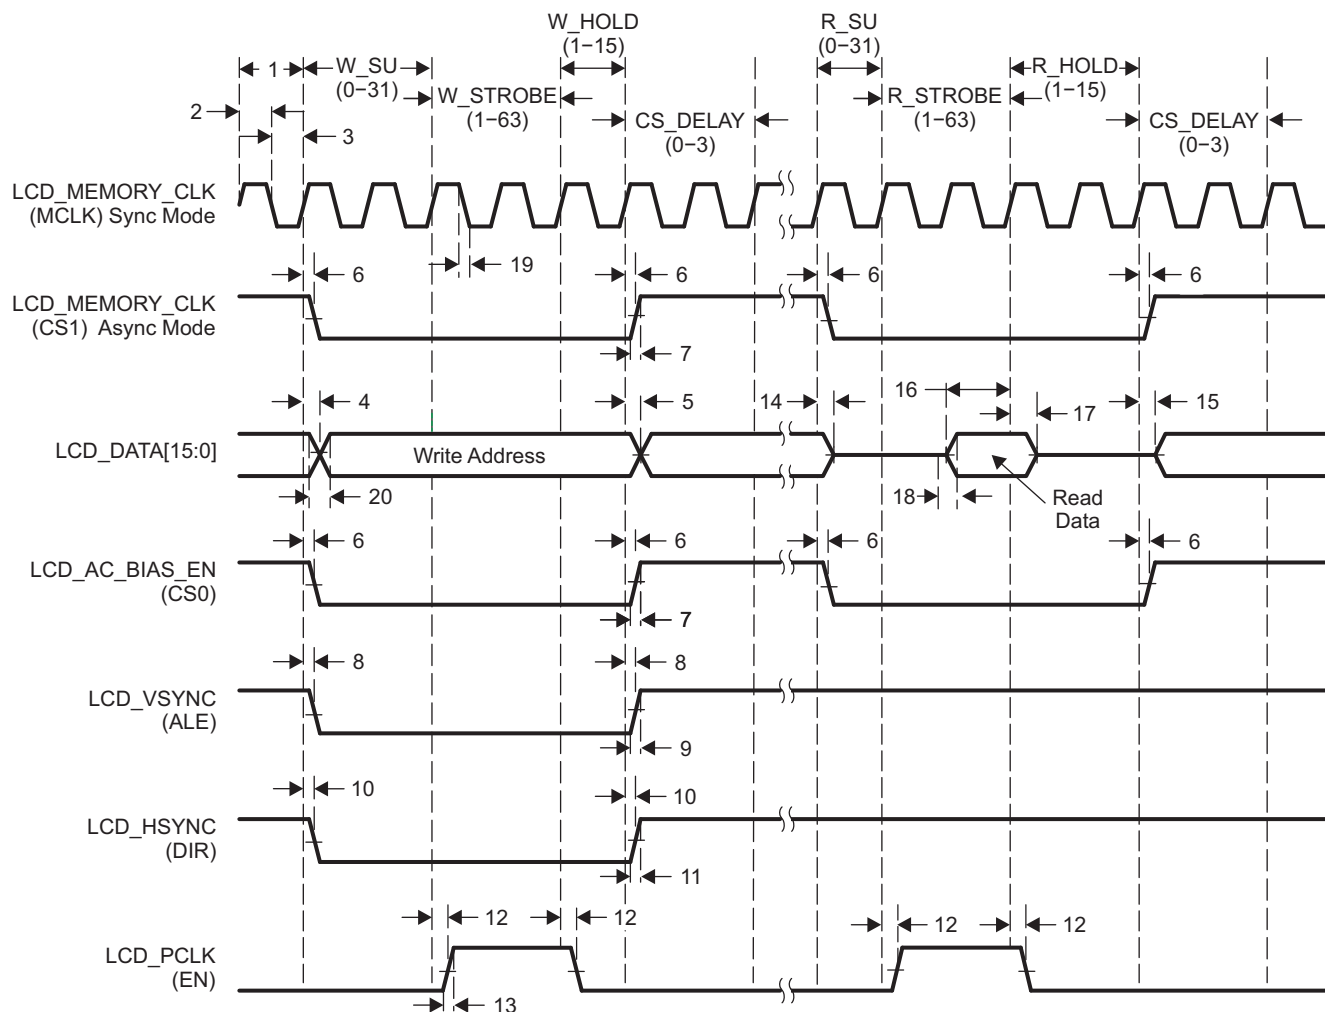 W_HOLD
(1−15)
R_SU
(0−31)
1
W_SU
(0−31)
R_HOLD
(1−15)
2
W_STROBE
(1−63)
R_STROBE
(1−63)
3
CS_DELAY
(0−3)
CS_DELAY
(0−3)
LCD_MEMORY_CLK
(MCLK) Sync Mode
19
6 6 6 6
LCD_MEMORY_CLK
(CS1) Async Mode
7
4 5 14 16 17 15
LCD_DATA[15:0]
Write Address
20 18
Read
Data
6 6 6 6
LCD_AC_BIAS_EN
(CS0)
7
8 8
LCD_VSYNC
(ALE)
9
10 10
LCD_HSYNC
(DIR)
11
12 12 12 12
LCD_PCLK
(EN)
13